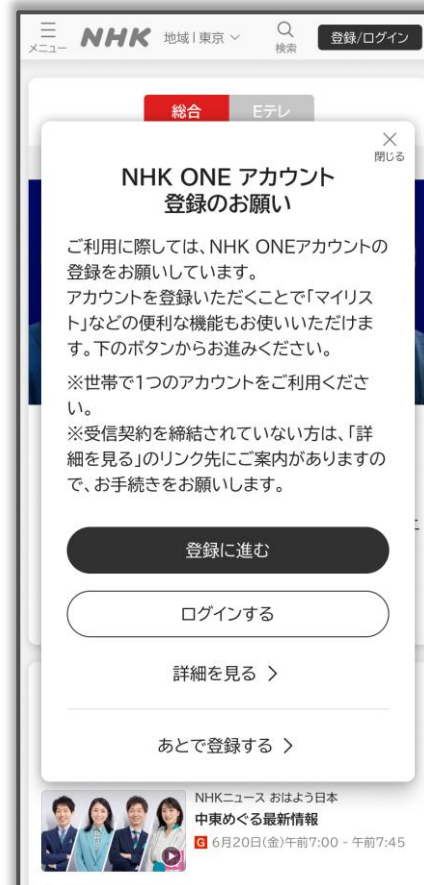 メニュー
NHK
地域 | 東京
検索
登録/ログイン
総合
Eテレ
閉じる
NHK ONE アカウント
登録のお願い
ご利用に際しては、NHK ONEアカウントの
登録をお願いしています。
アカウントを登録いただくことで「マイリス
ト」などの便利な機能もお使いいただけま
す。下のボタンからお進みください。
※世帯で1つのアカウントをご利用くださ
い。
※受信契約を締結されていない方は、「詳
細を見る」のリンク先にご案内がありますの
で、お手続きをお願いします。
登録に進む
ログインする
詳細を見る
あとで登録する
NHKニュース おはよう日本
中東めぐる最新情報
G 6月20日(金)午前7:00 - 午前7:45